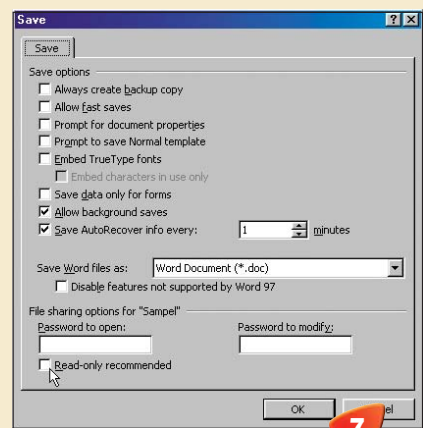 Save
Save
Save options
Always create backup copy
Allow fast saves
Prompt for document properties
Prompt to save Normal template
Embed TrueType fonts
Embed characters in use only
Save data only for forms
Allow background saves
Save AutoRecover info every: 1 minutes
Save Word files as: Word Document (*.doc)
Disable features not supported by Word 97
File sharing options for "Sampel"
Password to open: Password to modify:
Read-only recommended
OK
7